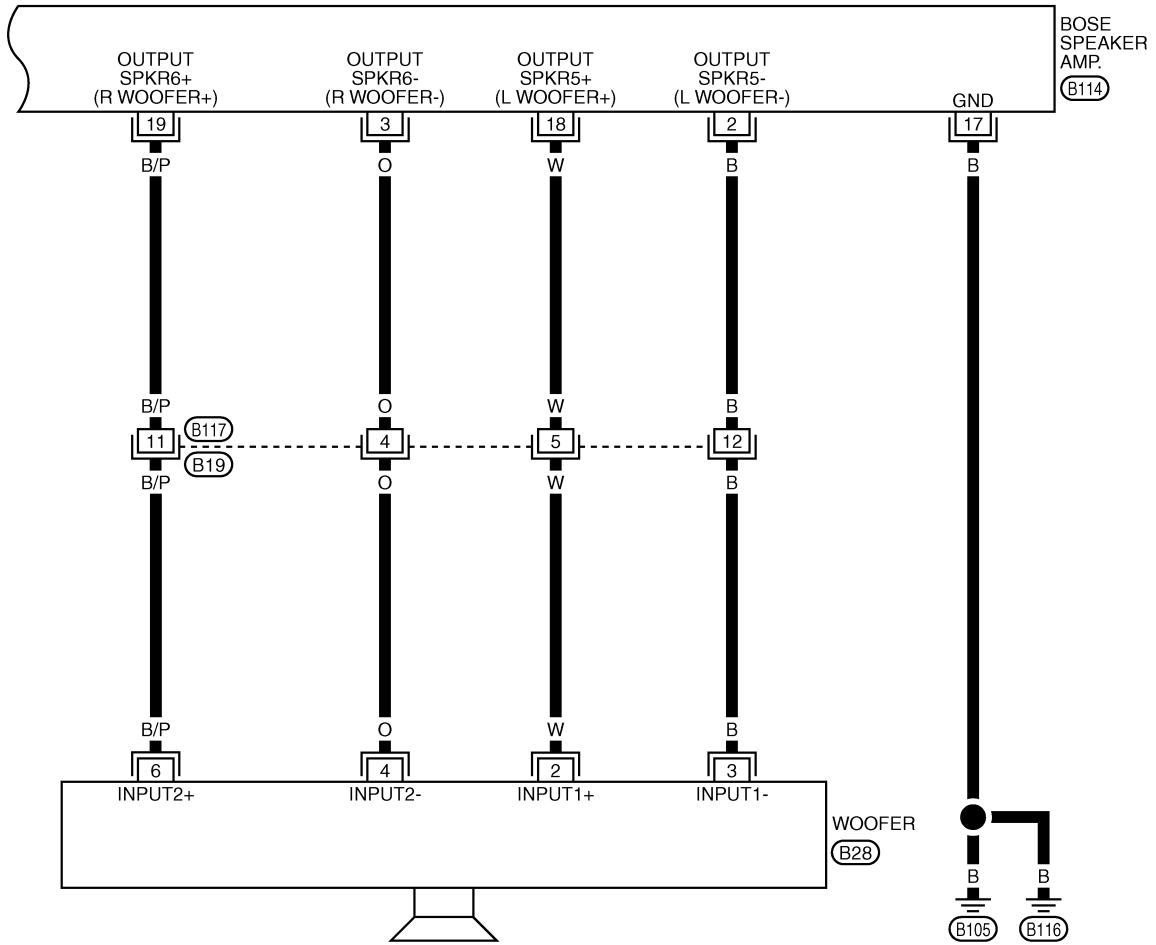 BOSE
SPEAKER
AMP.
B114
OUTPUT
SPKR6+
(R WOOFER+)
OUTPUT
SPKR6-
(R WOOFER-)
OUTPUT
SPKR5+
(L WOOFER+)
OUTPUT
SPKR5-
(L WOOFER-)
GND
19 3 18 2 17
B/P O W B B
B/P O W B
11 B117 4 5 12
B19
B/P O W B
B/P O W B
6 4 2 3
INPUT2+ INPUT2- INPUT1+ INPUT1-
WOOFER
B28
B B
B105 B116